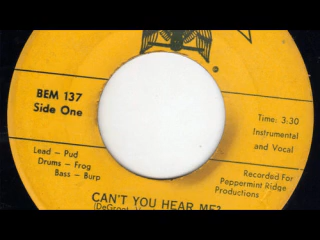 BEM 137
Side One
Time: 3:30
Instrumental
and Vocal
Lead – Pud
Drums – Frog
Bass – Burp
Recorded For
Peppermint Ridge
Productions
CAN'T YOU HEAR ME?